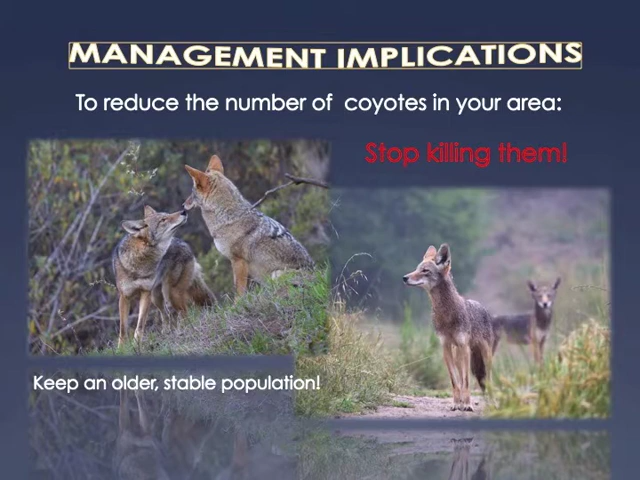 MANAGEMENT IMPLICATIONS
To reduce the number of coyotes in your area:
Stop killing them!
Keep an older, stable population!